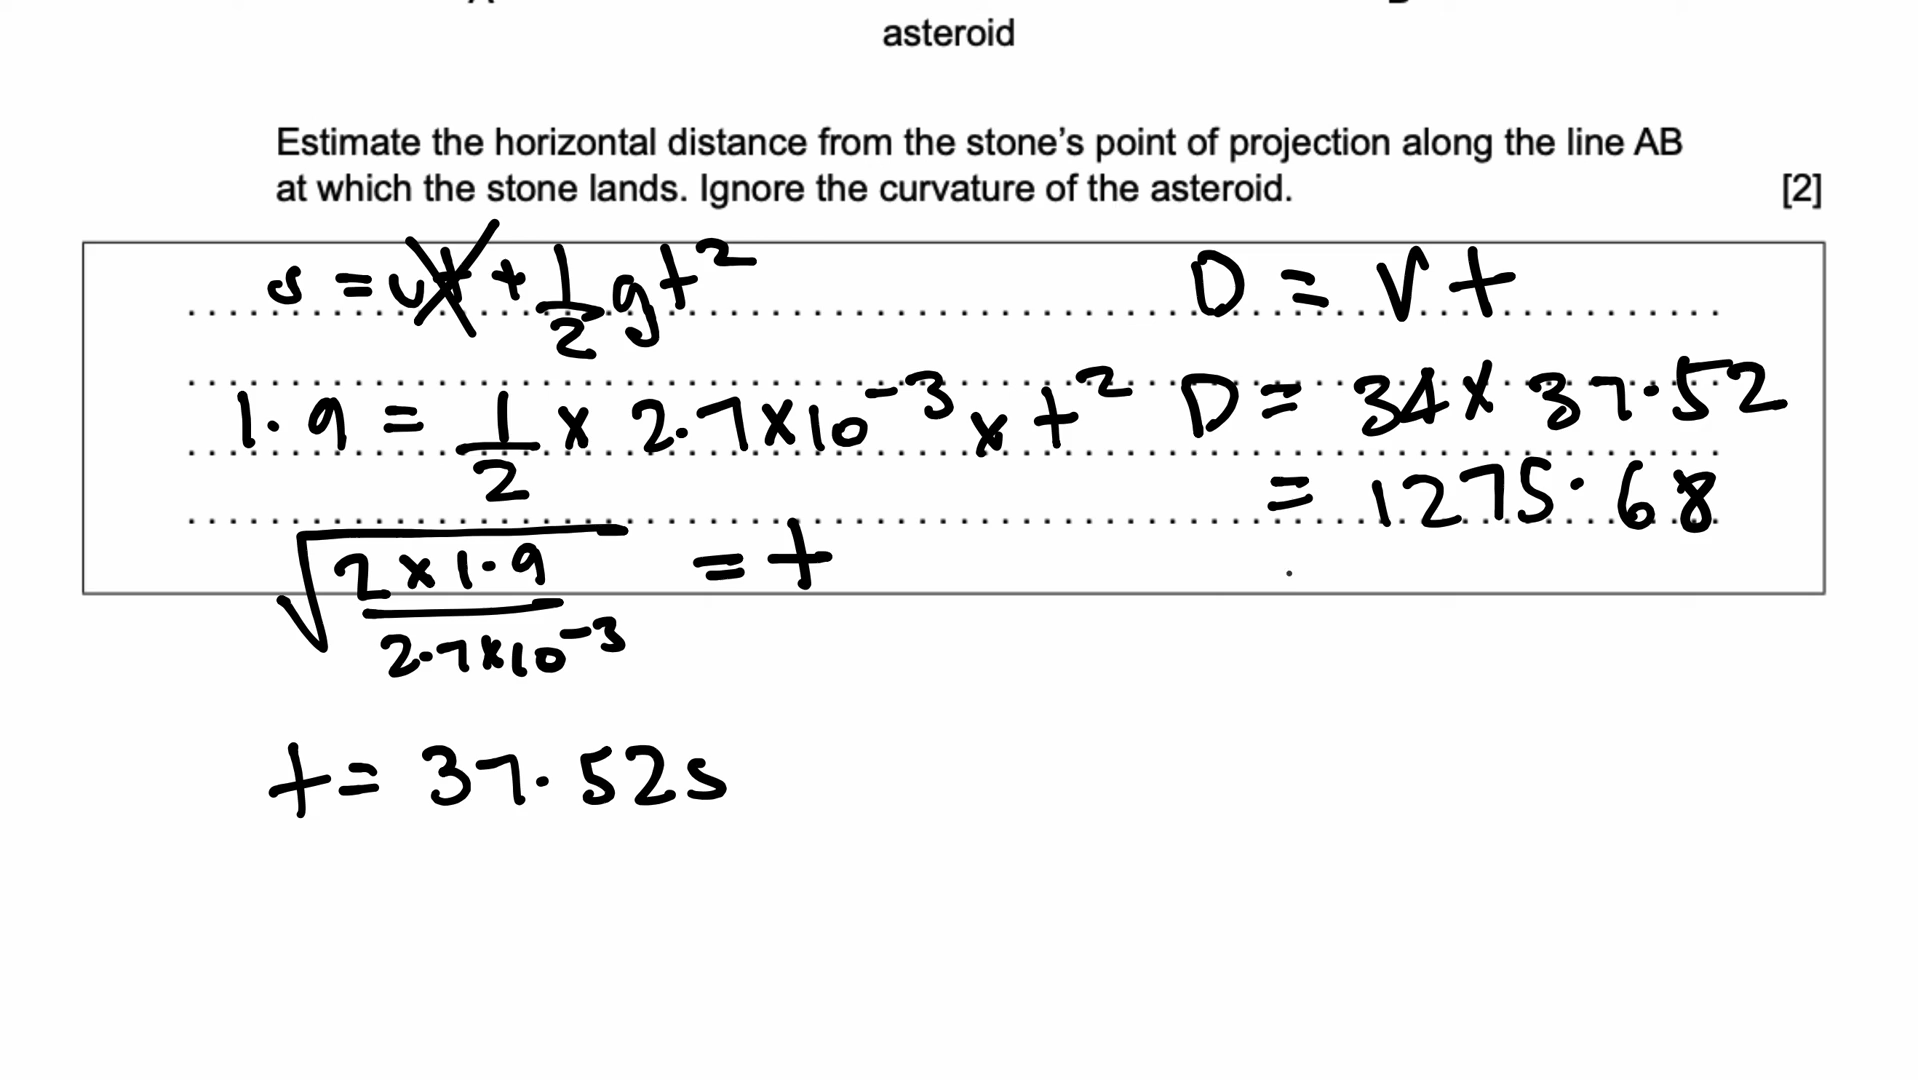 asteroid
Estimate the horizontal distance from the stone's point of projection along the line AB
at which the stone lands. Ignore the curvature of the asteroid. [2]
s = ut + 1/2 gt²
1.9 = 1/2 × 2.7×10⁻³ × t²
√(2×1.9 / 2.7×10⁻³) = t
t = 37.52s
D = vt
D = 34 × 37.52
= 1275.68